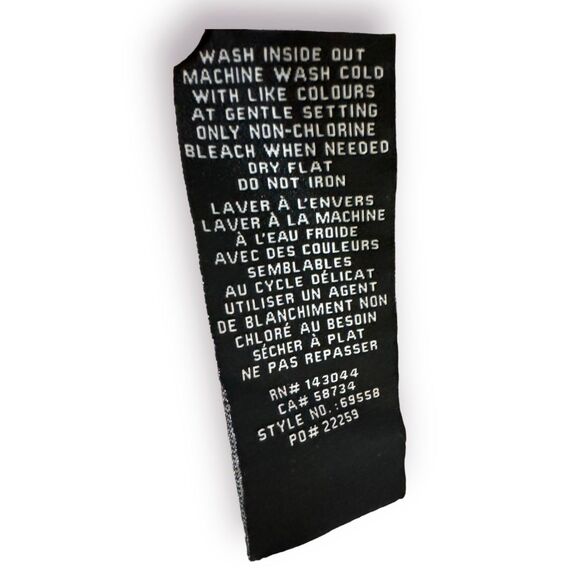 WASH INSIDE OUT
MACHINE WASH COLD
WITH LIKE COLOURS
AT GENTLE SETTING
ONLY NON-CHLORINE
BLEACH WHEN NEEDED
DRY FLAT
DO NOT IRON
LAVER À L'ENVERS
LAVER À LA MACHINE
À L'EAU FROIDE
AVEC DES COULEURS
SEMBLABLES
AU CYCLE DÉLICAT
UTILISER UN AGENT
DE BLANCHIMENT NON
CHLORÉ AU BESOIN
SÉCHER À PLAT
NE PAS REPASSER
RN# 143044
CA# 58734
STYLE NO.:69558
PO# 22259